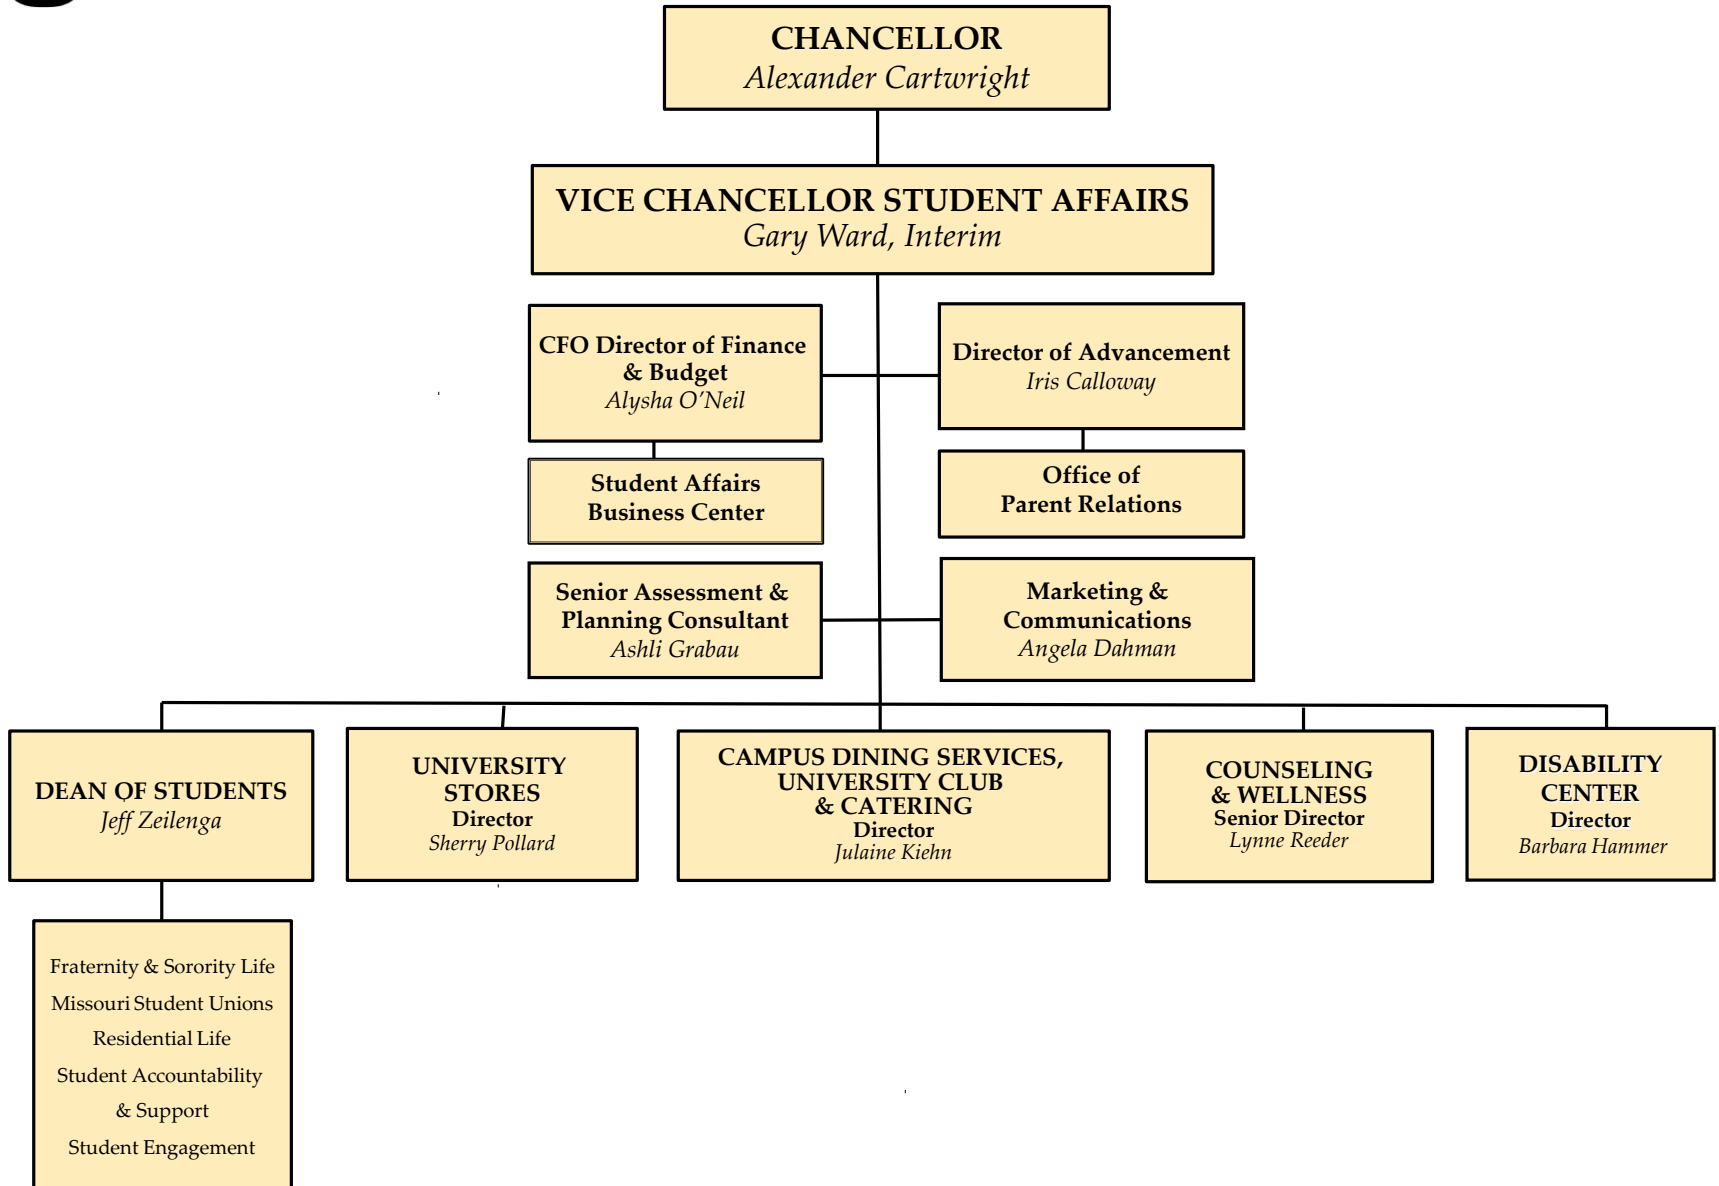 CHANCELLOR
Alexander Cartwright
VICE CHANCELLOR STUDENT AFFAIRS
Gary Ward, Interim
CFO Director of Finance
& Budget
Alysha O’Neil
Director of Advancement
Iris Calloway
Student Affairs
Business Center
Office of
Parent Relations
Senior Assessment &
Planning Consultant
Ashli Grabau
Marketing &
Communications
Angela Dahman
DEAN OF STUDENTS
Jeff Zeilenga
UNIVERSITY
STORES
Director
Sherry Pollard
CAMPUS DINING SERVICES,
UNIVERSITY CLUB
& CATERING
Director
Julaine Kiehn
COUNSELING
& WELLNESS
Senior Director
Lynne Reeder
DISABILITY
CENTER
Director
Barbara Hammer
Fraternity & Sorority Life
Missouri Student Unions
Residential Life
Student Accountability
& Support
Student Engagement